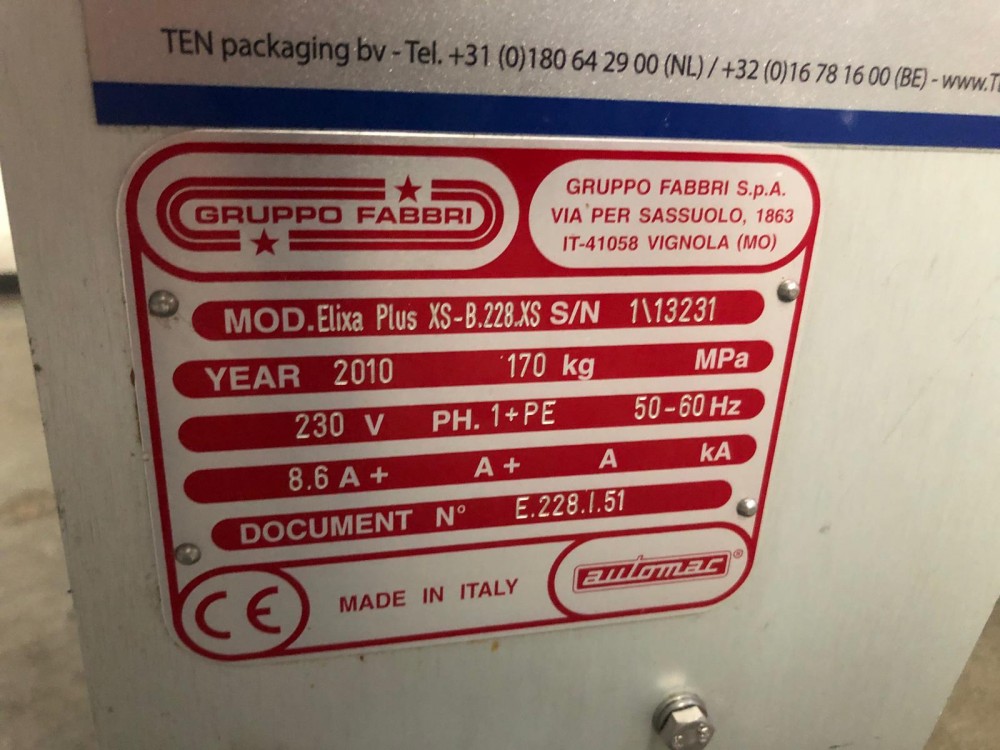 TEN packaging bv - Tel. +31 (0)180 64 29 00 (NL) / +32 (0)16 78 16 00 (BE) - www.
GRUPPO FABBRI
GRUPPO FABBRI S.p.A.
VIA PER SASSUOLO, 1863
IT-41058 VIGNOLA (MO)
MOD. Elixa Plus XS-B.228.XS S/N 1\13231
YEAR 2010 170 kg MPa
230 V PH. 1+PE 50-60 Hz
8.6 A + A + A kA
DOCUMENT N° E.228.I.51
CE MADE IN ITALY automac®